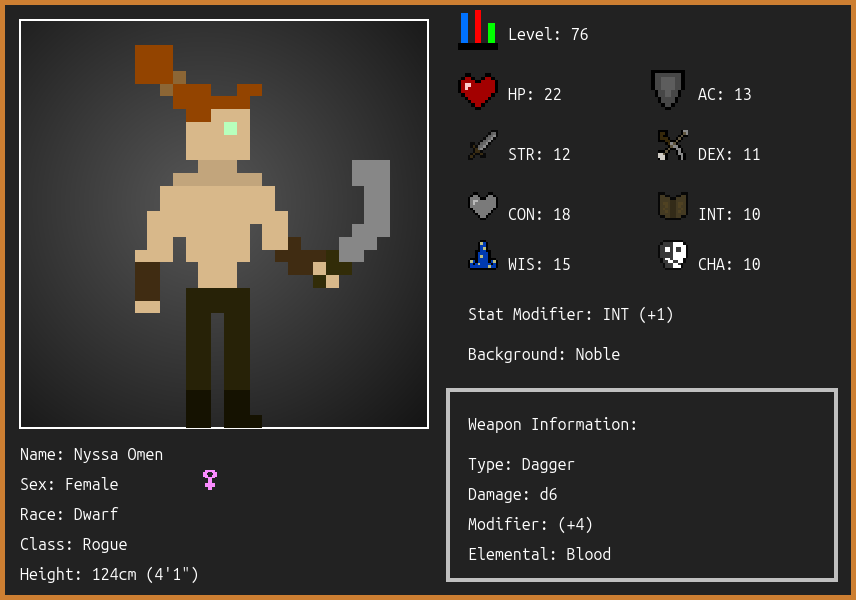 Level: 76
HP: 22
AC: 13
STR: 12
DEX: 11
CON: 18
INT: 10
WIS: 15
CHA: 10
Stat Modifier: INT (+1)
Background: Noble
Weapon Information:
Type: Dagger
Damage: d6
Modifier: (+4)
Elemental: Blood
Name: Nyssa Omen
Sex: Female
Race: Dwarf
Class: Rogue
Height: 124cm (4'1")